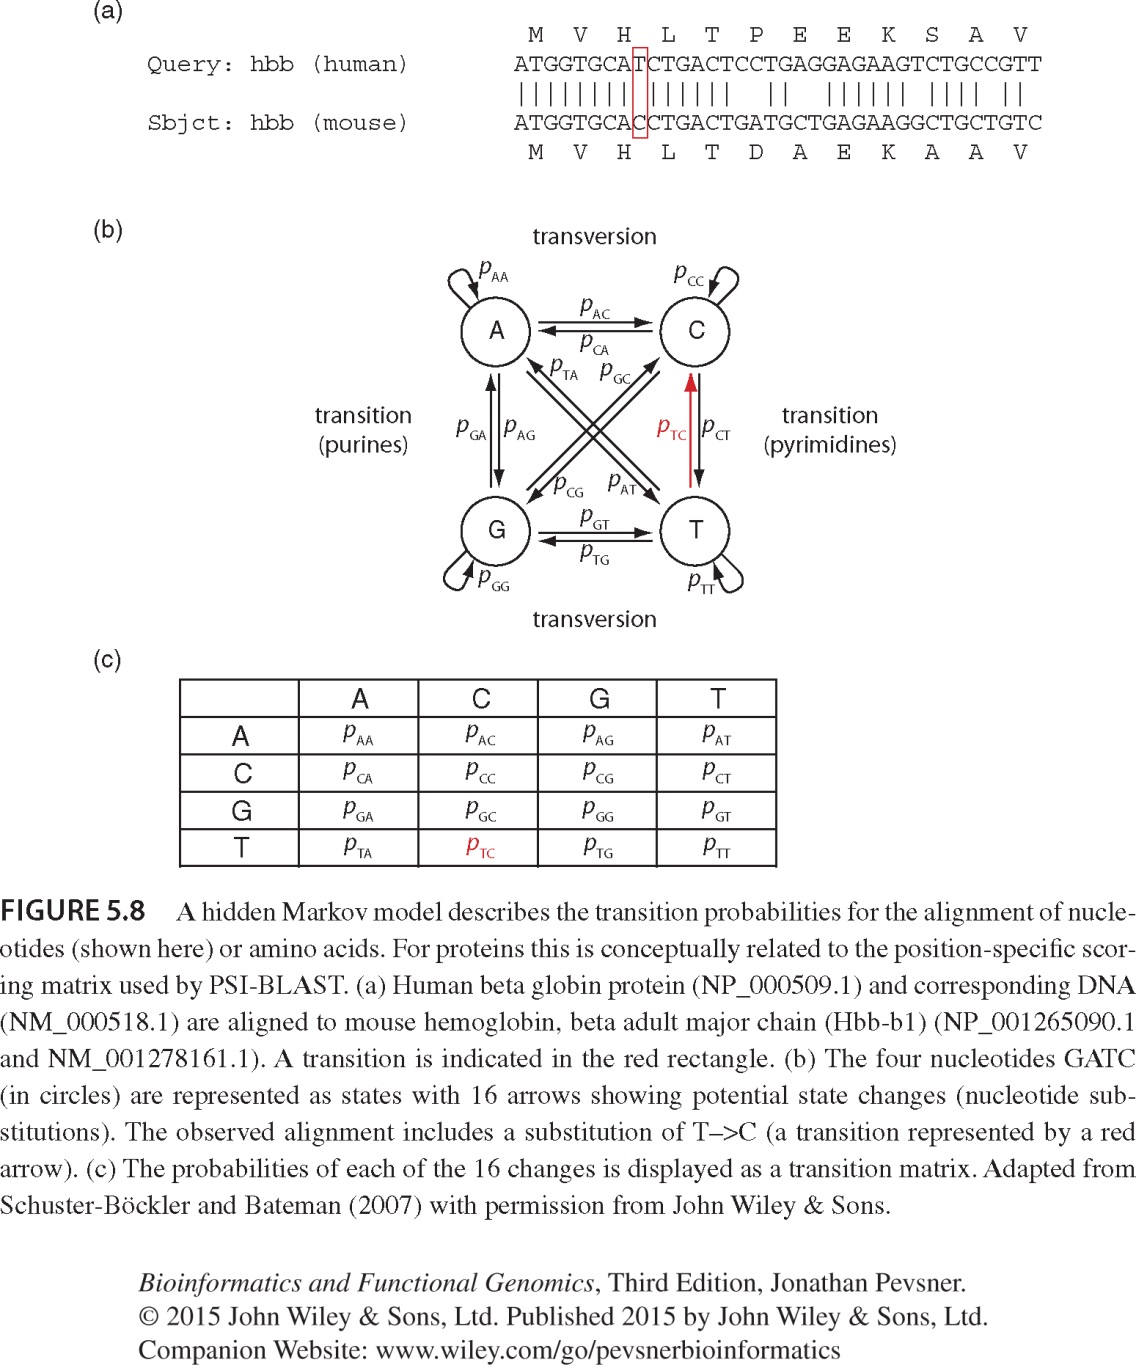 (a)
M V H L T P E E K S A V
Query: hbb (human) ATGGTGCATCTGACTCCTGAGGAGAAGTCTGCCGTT
Sbjct: hbb (mouse) ATGGTGCACCTGACTGATGCTGAGAAGGCTGCTGTC
M V H L T D A E K A A V
(b)
transversion
pAA
pCC
A
pAC
C
pCA
pTA
pGC
transition
(purines)
pGA
pAG
pTC
pCT
transition
(pyrimidines)
pCG
pAT
G
pGT
T
pTG
pGG
pTT
transversion
(c)
A C G T
A pAA pAC pAG pAT
C pCA pCC pCG pCT
G pGA pGC pGG pGT
T pTA pTC pTG pTT
FIGURE 5.8 A hidden Markov model describes the transition probabilities for the alignment of nucle-
otides (shown here) or amino acids. For proteins this is conceptually related to the position-specific scor-
ing matrix used by PSI-BLAST. (a) Human beta globin protein (NP_000509.1) and corresponding DNA
(NM_000518.1) are aligned to mouse hemoglobin, beta adult major chain (Hbb-b1) (NP_001265090.1
and NM_001278161.1). A transition is indicated in the red rectangle. (b) The four nucleotides GATC
(in circles) are represented as states with 16 arrows showing potential state changes (nucleotide sub-
stitutions). The observed alignment includes a substitution of T–>C (a transition represented by a red
arrow). (c) The probabilities of each of the 16 changes is displayed as a transition matrix. Adapted from
Schuster-Böckler and Bateman (2007) with permission from John Wiley & Sons.
Bioinformatics and Functional Genomics, Third Edition, Jonathan Pevsner.
© 2015 John Wiley & Sons, Ltd. Published 2015 by John Wiley & Sons, Ltd.
Companion Website: www.wiley.com/go/pevsnerbioinformatics